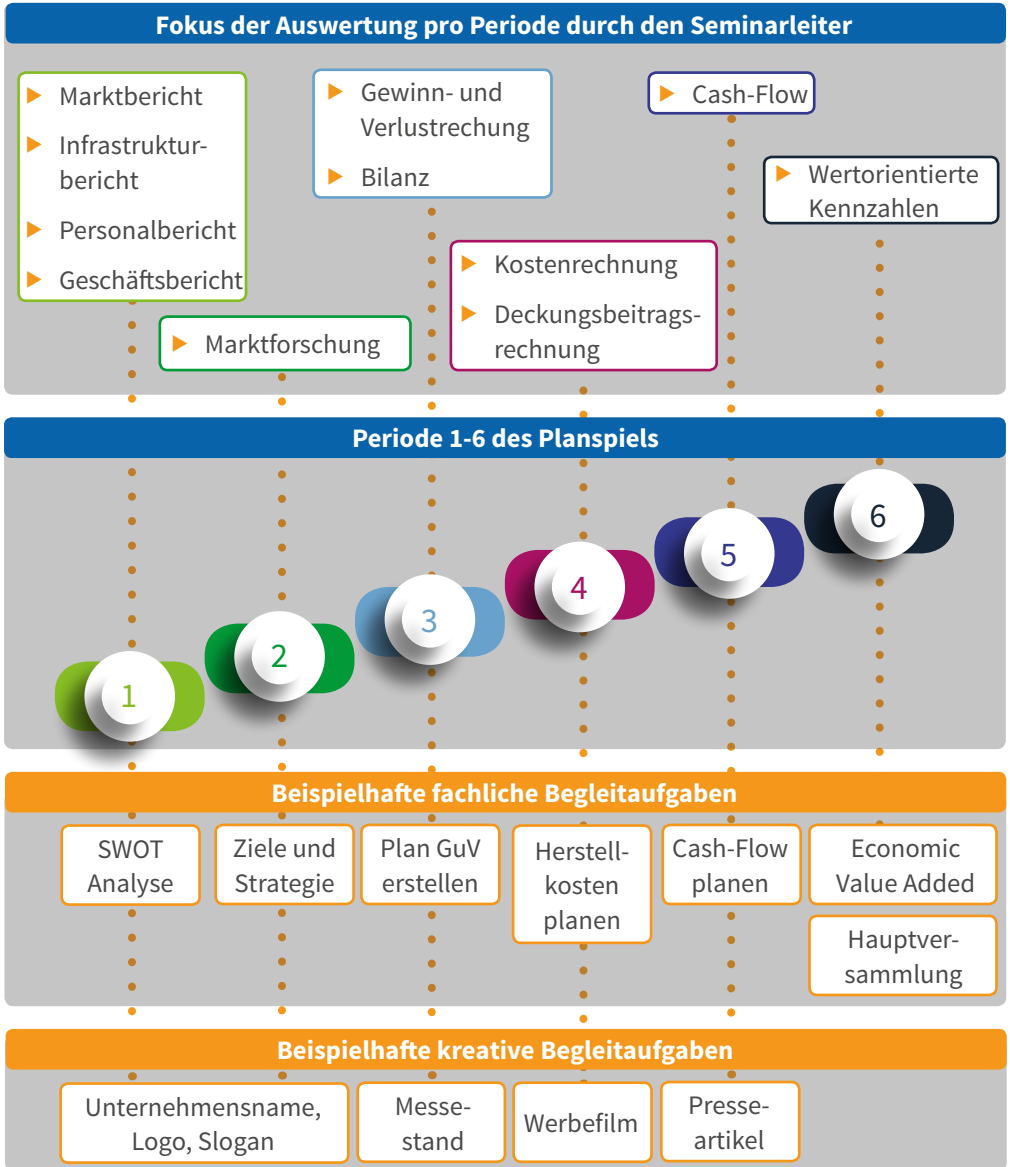 Fokus der Auswertung pro Periode durch den Seminarleiter
Marktbericht
Infrastruktur-
bericht
Personalbericht
Geschäftsbericht
Marktforschung
Gewinn- und
Verlustrechung
Bilanz
Kostenrechnung
Deckungsbeitrags-
rechnung
Cash-Flow
Wertorientierte
Kennzahlen
Periode 1-6 des Planspiels
1
2
3
4
5
6
Beispielhafte fachliche Begleitaufgaben
SWOT
Analyse
Ziele und
Strategie
Plan GuV
erstellen
Herstell-
kosten
planen
Cash-Flow
planen
Economic
Value Added
Hauptver-
sammlung
Beispielhafte kreative Begleitaufgaben
Unternehmensname,
Logo, Slogan
Messe-
stand
Werbefilm
Presse-
artikel